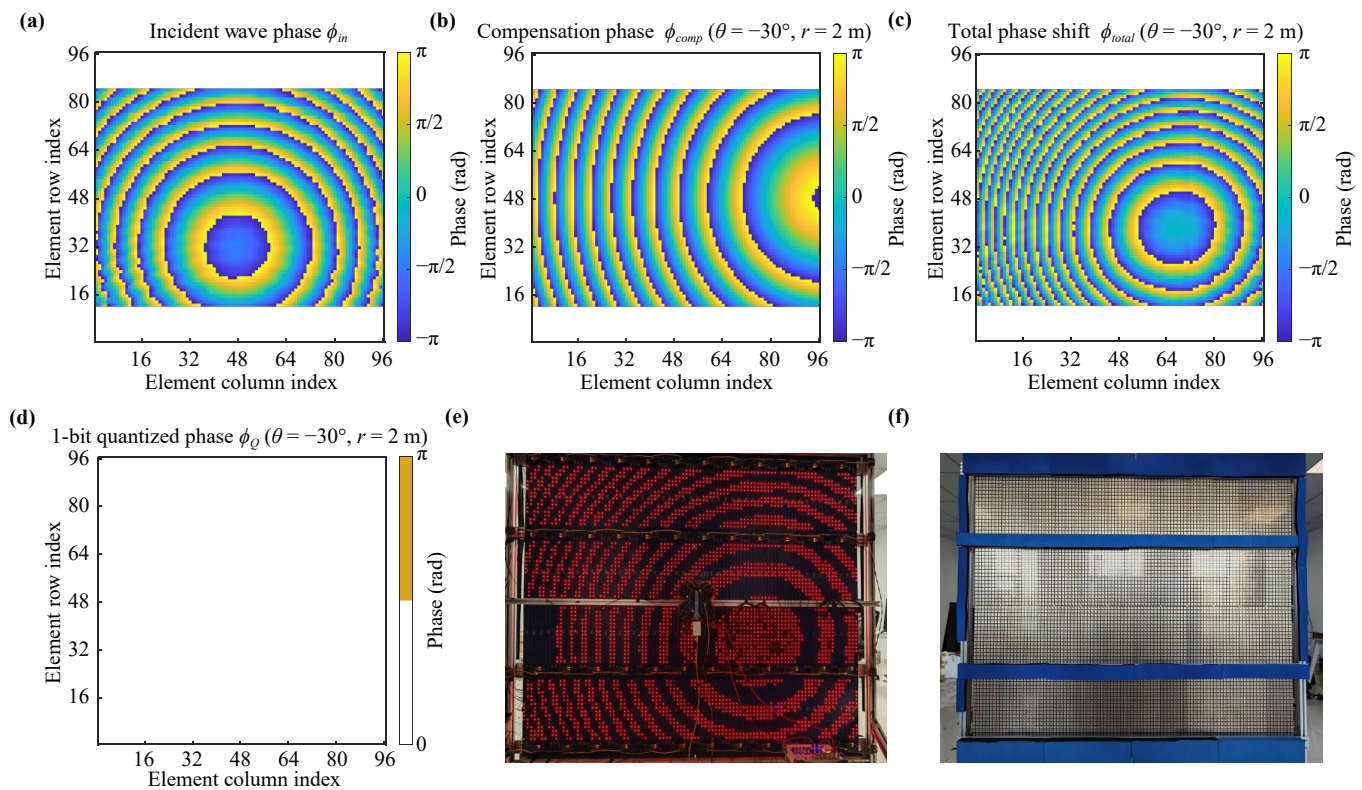 (a)
Incident wave phase ϕin
96
80
64
48
32
16
16 32 48 64 80 96
Element row index
Element column index
π
π/2
0
−π/2
−π
Phase (rad)
(b)
Compensation phase ϕcomp (θ = −30°, r = 2 m)
96
80
64
48
32
16
16 32 48 64 80 96
Element row index
Element column index
π
π/2
0
−π/2
−π
Phase (rad)
(c)
Total phase shift ϕtotal (θ = −30°, r = 2 m)
96
80
64
48
32
16
16 32 48 64 80 96
Element row index
Element column index
π
π/2
0
−π/2
−π
Phase (rad)
(d)
1-bit quantized phase ϕQ (θ = −30°, r = 2 m)
96
80
64
48
32
16
16 32 48 64 80 96
Element row index
Element column index
π
0
Phase (rad)
(e)
(f)